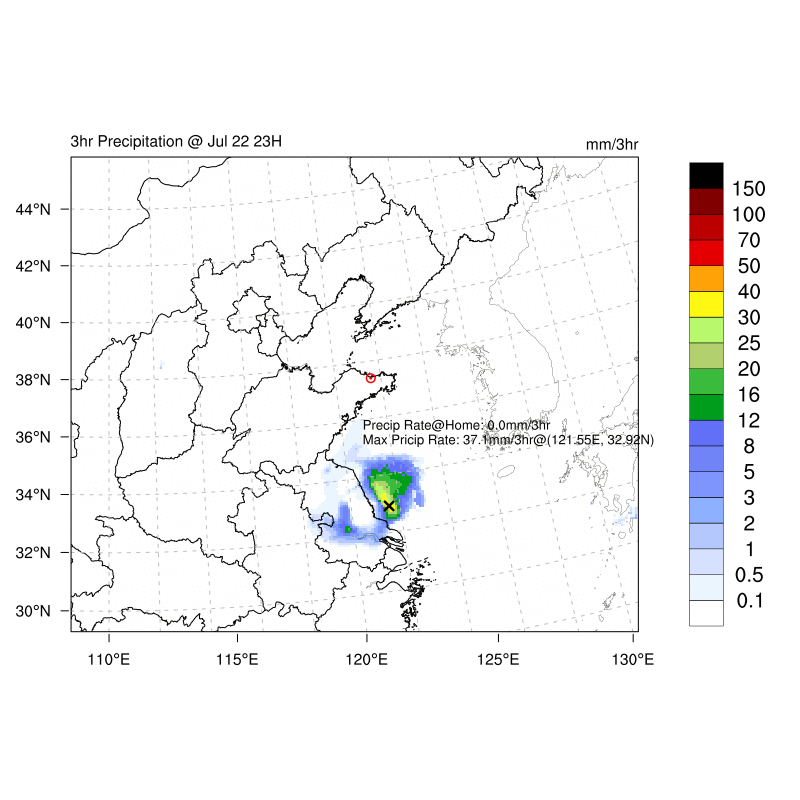 3hr Precipitation @ Jul 22 23H
mm/3hr
44°N
42°N
40°N
38°N
36°N
34°N
32°N
30°N
110°E
115°E
120°E
125°E
130°E
Precip Rate@Home: 0.0mm/3hr
Max Pricip Rate: 37.1mm/3hr@(121.55E, 32.92N)
150
100
70
50
40
30
25
20
16
12
8
5
3
2
1
0.5
0.1